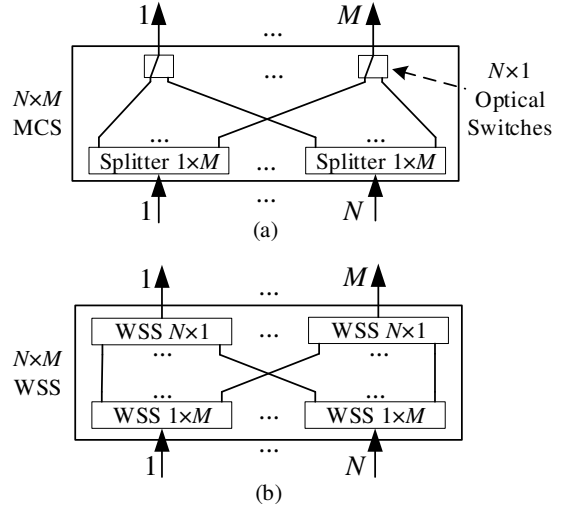 1 ... M
N×M
MCS
... N×1
Optical
Switches
... ...
Splitter 1×M ... Splitter 1×M
...
1 N
(a)
1 ... M
WSS N×1 ... WSS N×1
... ...
N×M
WSS
... ...
WSS 1×M ... WSS 1×M
...
1 N
(b)